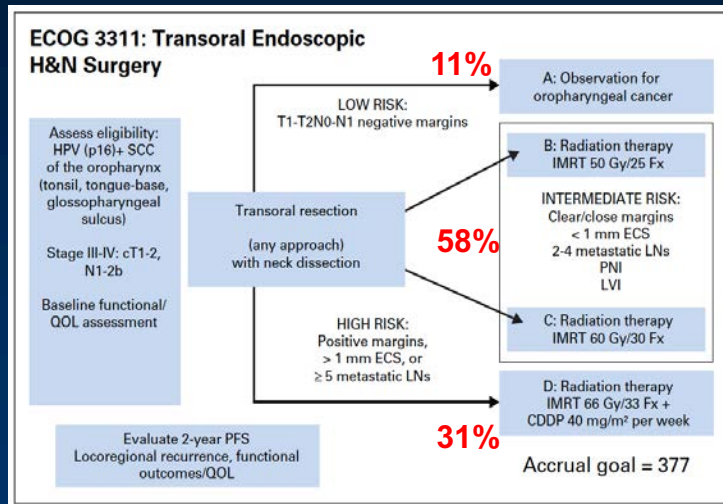 ECOG 3311: Transoral Endoscopic
H&N Surgery
11%
A: Observation for
oropharyngeal cancer
LOW RISK:
T1-T2N0-N1 negative margins
Assess eligibility:
HPV (p16)+ SCC
of the oropharynx
(tonsil, tongue-base,
glossopharyngeal
sulcus)
Stage III-IV: cT1-2,
N1-2b
Baseline functional/
QOL assessment
Transoral resection
(any approach)
with neck dissection
58%
B: Radiation therapy
IMRT 50 Gy/25 Fx
INTERMEDIATE RISK:
Clear/close margins
< 1 mm ECS
2-4 metastatic LNs
PNI
LVI
C: Radiation therapy
IMRT 60 Gy/30 Fx
HIGH RISK:
Positive margins,
> 1 mm ECS, or
≥ 5 metastatic LNs
31%
D: Radiation therapy
IMRT 66 Gy/33 Fx +
CDDP 40 mg/m² per week
Evaluate 2-year PFS
Locoregional recurrence, functional
outcomes/QOL
Accrual goal = 377